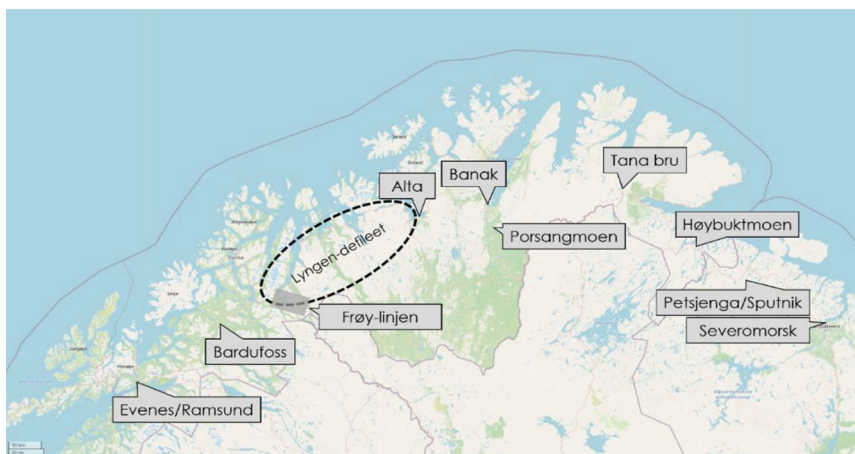 Tana bru
Banak
Alta
Høybuktmoen
Porsangmoen
Lyngen-defileet
Petsjenga/Sputnik
Frøy-linjen
Severomorsk
Bardufoss
Evenes/Ramsund